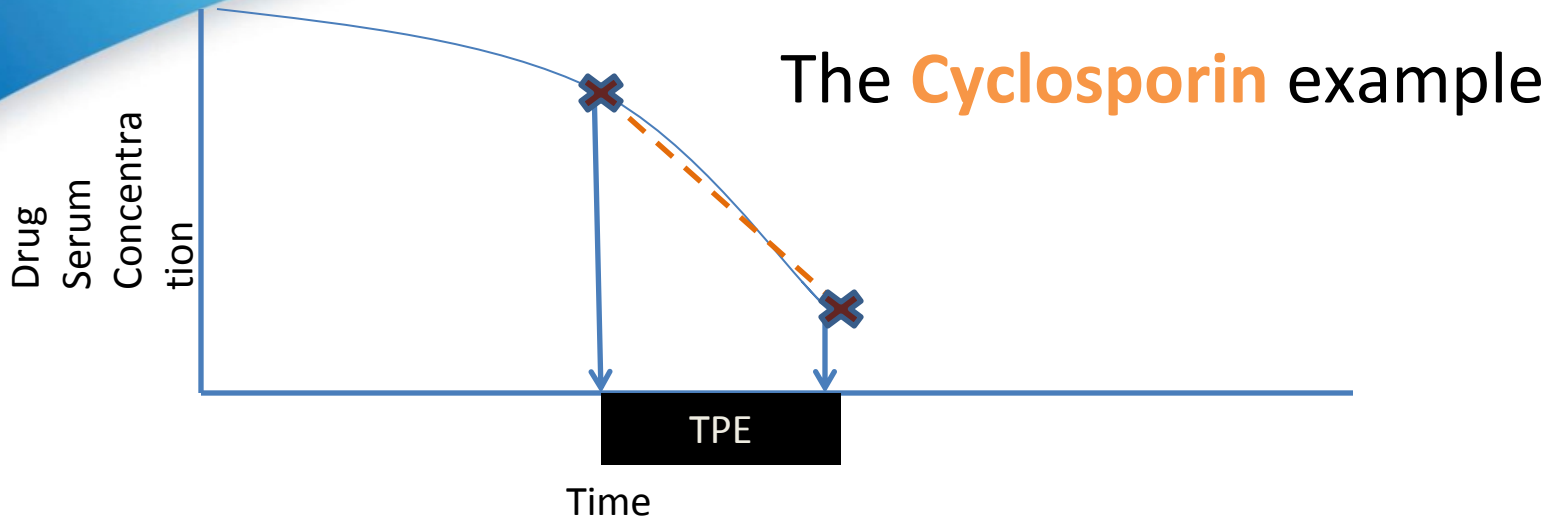 The Cyclosporin example
Drug
Serum
Concentra
tion
TPE
Time